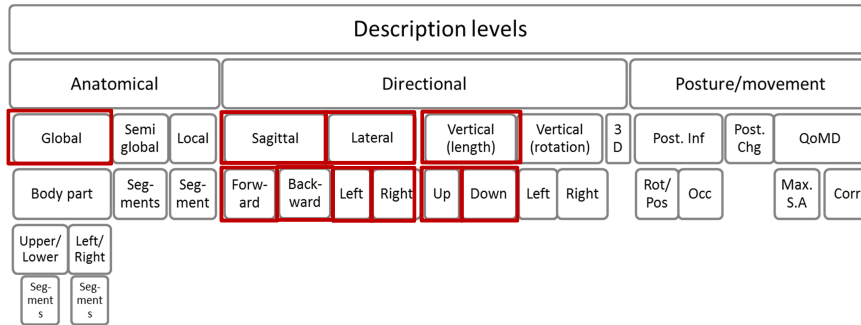 Description levels
Anatomical
Directional
Posture/movement
Global
Semi
global
Local
Sagittal
Lateral
Vertical
(length)
Vertical
(rotation)
3
D
Post. Inf
Post.
Chg
QoMD
Body part
Seg-
ments
Seg-
ment
Forw-
ard
Back-
ward
Left
Right
Up
Down
Left
Right
Rot/
Pos
Occ
Max.
S.A
Corr
Upper/
Lower
Left/
Right
Seg-
ment
s
Seg-
ment
s